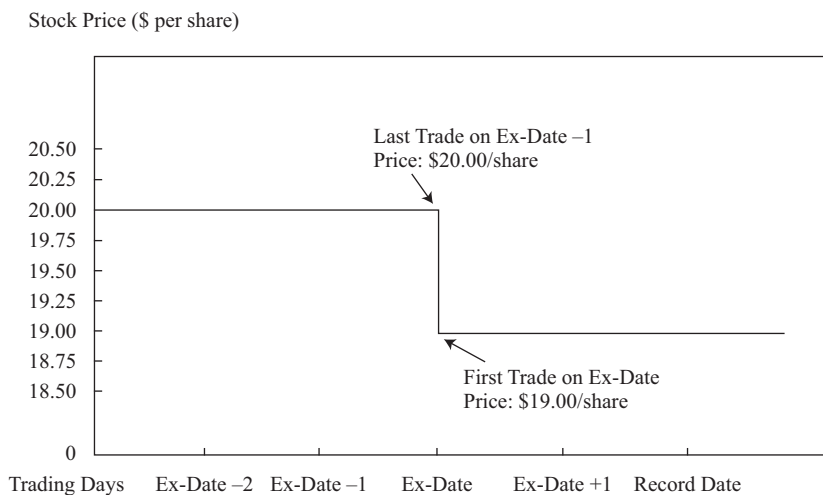 Stock Price ($ per share)
Last Trade on Ex-Date –1
Price: $20.00/share
20.50
20.25
20.00
19.75
19.50
19.25
19.00
18.75
18.50
First Trade on Ex-Date
Price: $19.00/share
0
Trading Days Ex-Date –2 Ex-Date –1 Ex-Date Ex-Date +1 Record Date